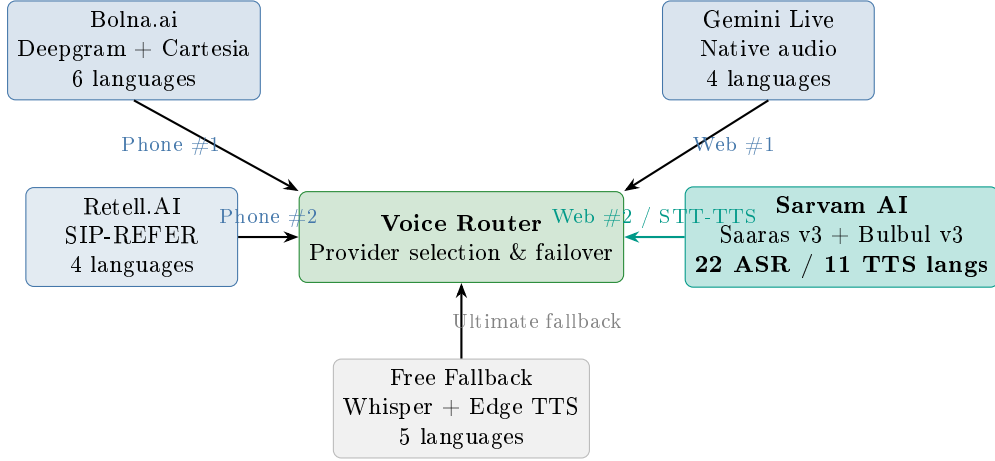 Bolna.ai
Deepgram + Cartesia
6 languages
Gemini Live
Native audio
4 languages
Phone #1
Web #1
Retell.AI
SIP-REFER
4 languages
Phone #2
Voice Router
Provider selection & failover
Web #2 / STT-TTS
Sarvam AI
Saaras v3 + Bulbul v3
22 ASR / 11 TTS langs
Ultimate fallback
Free Fallback
Whisper + Edge TTS
5 languages